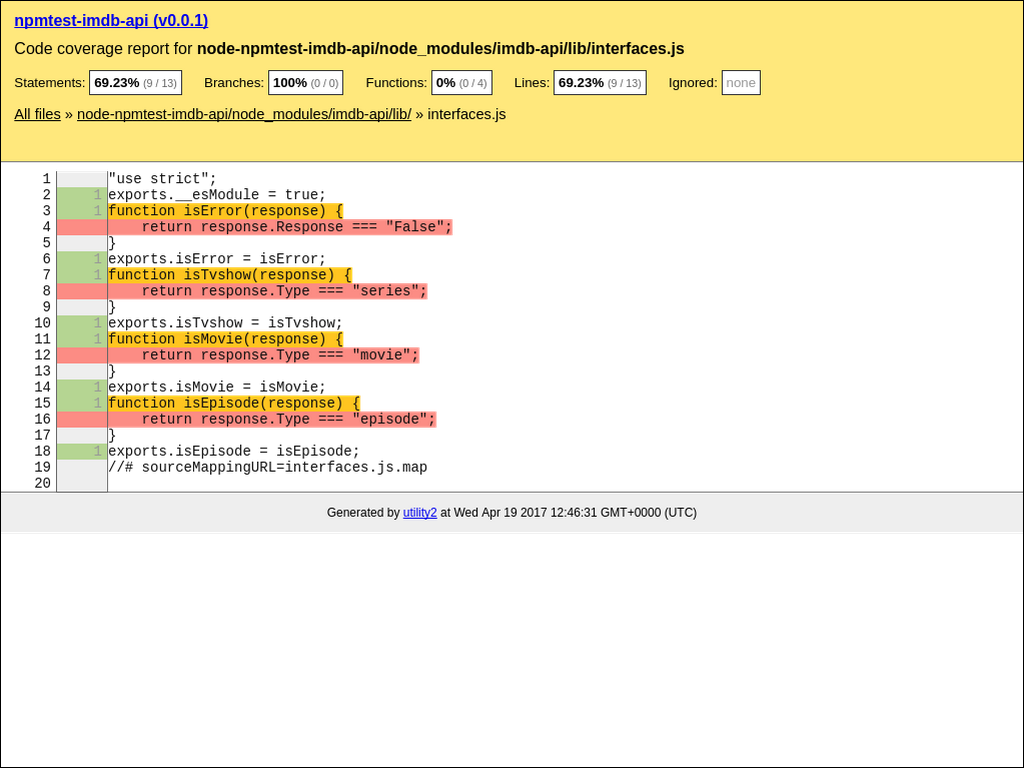 npmtest-imdb-api (v0.0.1)
Code coverage report for node-npmtest-imdb-api/node_modules/imdb-api/lib/interfaces.js
Statements: 69.23% (9 / 13) Branches: 100% (0 / 0) Functions: 0% (0 / 4) Lines: 69.23% (9 / 13) Ignored: none
All files » node-npmtest-imdb-api/node_modules/imdb-api/lib/ » interfaces.js
1 "use strict";
2 1 exports.__esModule = true;
3 1 function isError(response) {
4     return response.Response === "False";
5 }
6 1 exports.isError = isError;
7 1 function isTvshow(response) {
8     return response.Type === "series";
9 }
10 1 exports.isTvshow = isTvshow;
11 1 function isMovie(response) {
12     return response.Type === "movie";
13 }
14 1 exports.isMovie = isMovie;
15 1 function isEpisode(response) {
16     return response.Type === "episode";
17 }
18 1 exports.isEpisode = isEpisode;
19 //# sourceMappingURL=interfaces.js.map
20
Generated by utility2 at Wed Apr 19 2017 12:46:31 GMT+0000 (UTC)